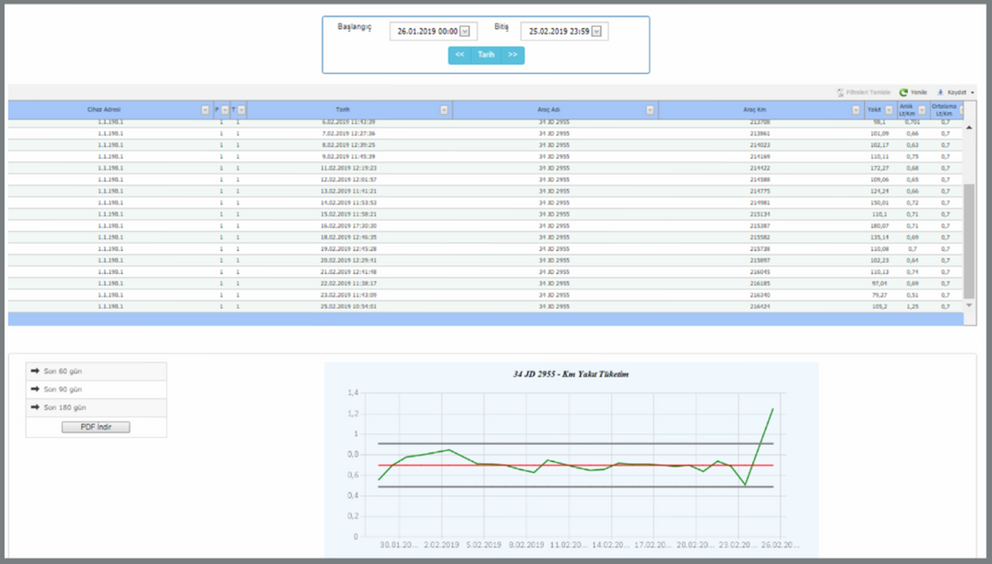 Başlangıç 26.01.2019 00:00 Bitiş 25.02.2019 23:59
<< Tarih >>
Filtreleri Temizle Yenile Kaydet
Cihaz Adresi P T Tarih Araç Adı Araç Km Yakıt Anlık Lt/Km Ortalama Lt/Km
1.1.198.1 1 1 6.02.2019 11:43:39 34 JD 2955 213708 98,1 0,701 0,7
1.1.198.1 1 1 7.02.2019 12:27:36 34 JD 2955 213861 101,09 0,66 0,7
1.1.198.1 1 1 8.02.2019 12:39:25 34 JD 2955 214023 102,17 0,63 0,7
1.1.198.1 1 1 9.02.2019 11:45:39 34 JD 2955 214169 110,11 0,75 0,7
1.1.198.1 1 1 11.02.2019 12:19:23 34 JD 2955 214422 172,27 0,68 0,7
1.1.198.1 1 1 12.02.2019 12:01:57 34 JD 2955 214588 109,06 0,65 0,7
1.1.198.1 1 1 13.02.2019 11:41:21 34 JD 2955 214775 124,24 0,66 0,7
1.1.198.1 1 1 14.02.2019 11:53:53 34 JD 2955 214981 150,01 0,72 0,7
1.1.198.1 1 1 15.02.2019 11:58:21 34 JD 2955 215134 110,1 0,71 0,7
1.1.198.1 1 1 16.02.2019 17:30:30 34 JD 2955 215387 180,07 0,71 0,7
1.1.198.1 1 1 18.02.2019 12:46:35 34 JD 2955 215582 135,14 0,69 0,7
1.1.198.1 1 1 19.02.2019 12:45:28 34 JD 2955 215738 110,08 0,7 0,7
1.1.198.1 1 1 20.02.2019 12:29:41 34 JD 2955 215897 102,23 0,64 0,7
1.1.198.1 1 1 21.02.2019 12:41:48 34 JD 2955 216045 110,13 0,74 0,7
1.1.198.1 1 1 22.02.2019 11:38:17 34 JD 2955 216185 97,04 0,69 0,7
1.1.198.1 1 1 23.02.2019 11:43:09 34 JD 2955 216340 79,27 0,51 0,7
1.1.198.1 1 1 25.02.2019 10:54:01 34 JD 2955 216424 105,2 1,25 0,7
Son 60 gün
Son 90 gün
Son 180 gün
PDF İndir
34 JD 2955 - Km Yakıt Tüketim
1,4
1,2
1
0,8
0,6
0,4
0,2
0
30.01.20... 2.02.2019 5.02.2019 8.02.2019 11.02.20... 14.02.20... 17.02.20... 20.02.20... 23.02.20... 26.02.20...